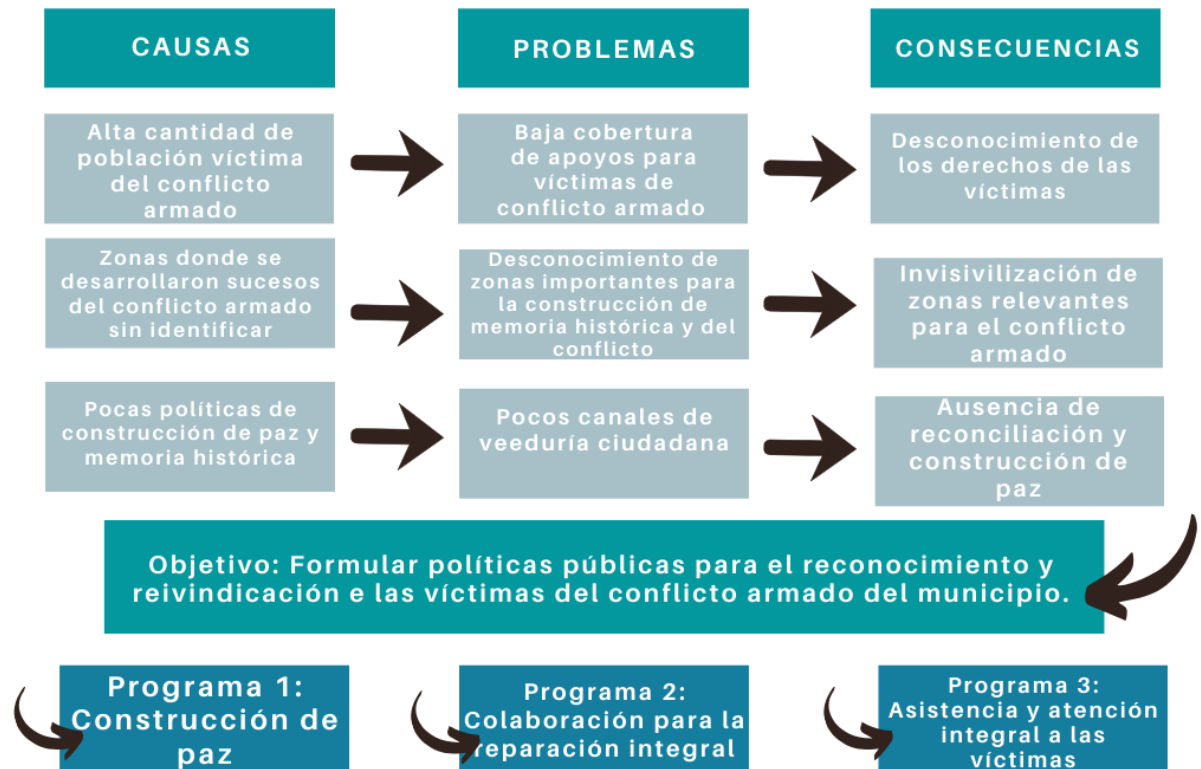 CAUSAS
PROBLEMAS
CONSECUENCIAS
Alta cantidad de
población víctima
del conflicto
armado
Baja cobertura
de apoyos para
víctimas de
conflicto armado
Desconocimiento de
los derechos de las
víctimas
Zonas donde se
desarrollaron sucesos
del conflicto armado
sin identificar
Desconocimiento de
zonas importantes para
la construcción de
memoria histórica y del
conflicto
Invisivilización de
zonas relevantes
para el conflicto
armado
Pocas políticas de
construcción de paz y
memoria histórica
Pocos canales de
veeduría ciudadana
Ausencia de
reconciliación y
construcción de
paz
Objetivo: Formular políticas públicas para el reconocimiento y
reivindicación e las víctimas del conflicto armado del municipio.
Programa 1:
Construcción de
paz
Programa 2:
Colaboración para la
reparación integral
Programa 3:
Asistencia y atención
integral a las
víctimas